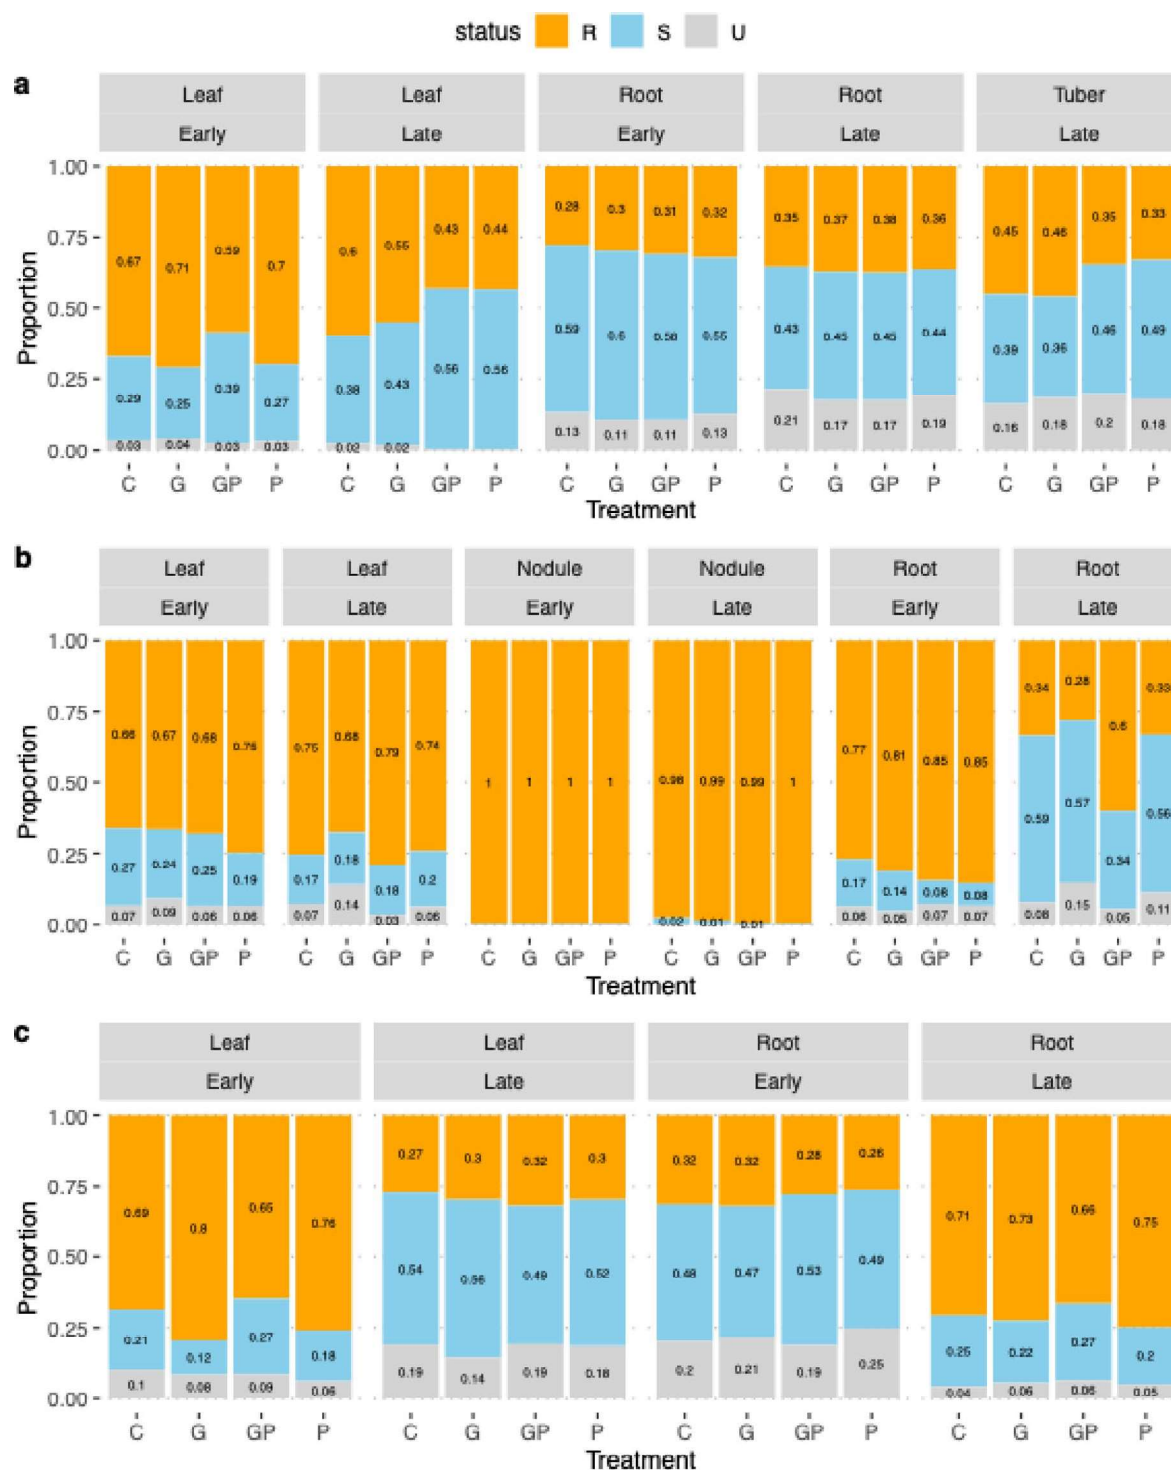 status R S U
a
Leaf Leaf Root Root Tuber
Early Late Early Late Late
1.00
0.75
0.50
0.25
0.00
Proportion
0.67 0.71 0.59 0.7 0.6 0.55 0.43 0.44 0.28 0.3 0.31 0.32 0.35 0.37 0.38 0.36 0.45 0.46 0.35 0.33
0.29 0.25 0.39 0.27 0.38 0.43 0.56 0.56 0.59 0.6 0.58 0.55 0.43 0.45 0.45 0.44 0.39 0.36 0.46 0.49
0.03 0.04 0.03 0.03 0.02 0.02 0.13 0.11 0.11 0.13 0.21 0.17 0.17 0.19 0.16 0.18 0.2 0.18
C G GP P C G GP P C G GP P C G GP P C G GP P
Treatment
b
Leaf Leaf Nodule Nodule Root Root
Early Late Early Late Early Late
1.00
0.75
0.50
0.25
0.00
Proportion
0.66 0.67 0.68 0.76 0.75 0.68 0.79 0.74 1 1 1 1 0.98 0.99 0.99 1 0.77 0.81 0.85 0.85 0.34 0.28 0.6 0.33
0.27 0.24 0.25 0.19 0.17 0.18 0.18 0.2 0.02 0.01 0.01 0.17 0.14 0.08 0.08 0.59 0.57 0.34 0.56
0.07 0.09 0.06 0.06 0.07 0.14 0.03 0.06 0.06 0.05 0.07 0.07 0.08 0.15 0.05 0.11
C G GP P C G GP P C G GP P C G GP P C G GP P C G GP P
Treatment
c
Leaf Leaf Root Root
Early Late Early Late
1.00
0.75
0.50
0.25
0.00
Proportion
0.69 0.8 0.65 0.76 0.27 0.3 0.32 0.3 0.32 0.32 0.28 0.26 0.71 0.73 0.66 0.75
0.21 0.12 0.27 0.18 0.54 0.56 0.49 0.52 0.48 0.47 0.53 0.49 0.25 0.22 0.27 0.2
0.1 0.08 0.09 0.06 0.19 0.14 0.19 0.18 0.2 0.21 0.19 0.25 0.04 0.06 0.06 0.05
C G GP P C G GP P C G GP P C G GP P
Treatment